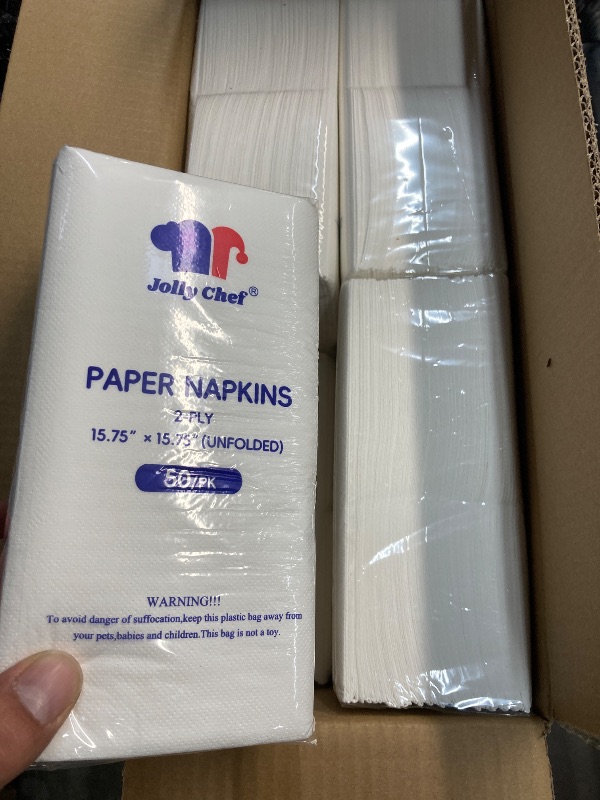 Jolly Chef®
PAPER NAPKINS
2-PLY
15.75" × 15.75" (UNFOLDED)
50/PK
WARNING!!!
To avoid danger of suffocation,keep this plastic bag away from
your pets,babies and children.This bag is not a toy.